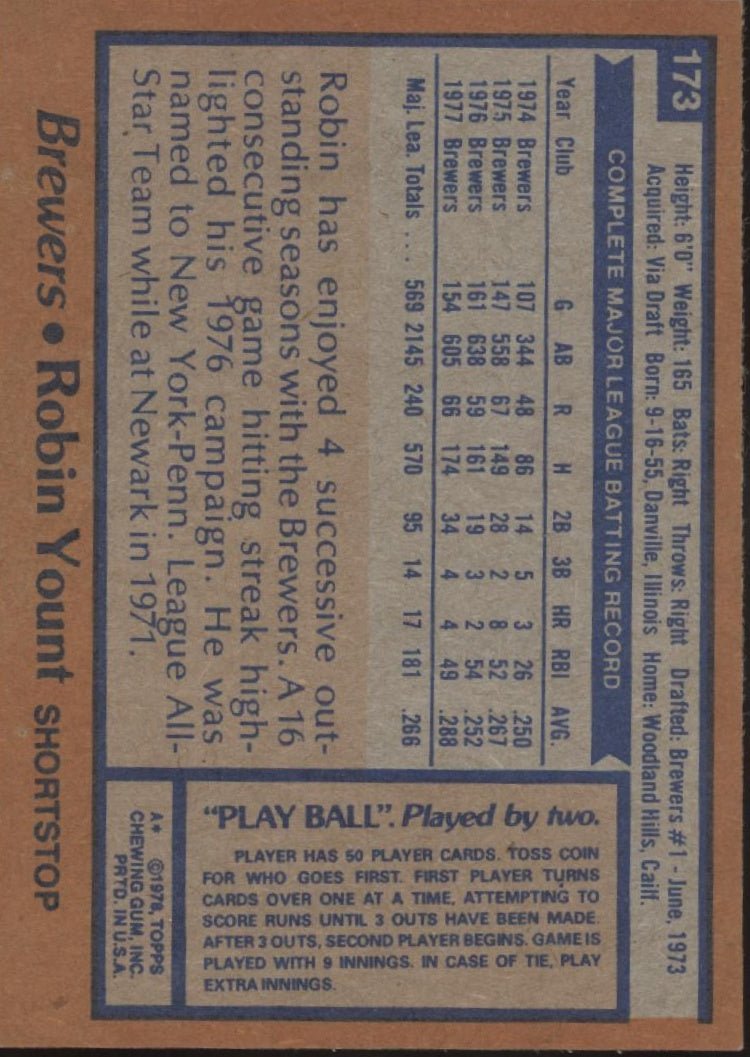 173
Height: 6'0" Weight: 165 Bats: Right Throws: Right Drafted: Brewers #1 - June, 1973
Acquired: Via Draft Born: 9-16-55, Danville, Illinois Home: Woodland Hills, Calif.
COMPLETE MAJOR LEAGUE BATTING RECORD
Year Club G AB R H 2B 3B HR RBI AVG.
1974 Brewers 107 344 48 86 14 5 3 26 .250
1975 Brewers 147 558 67 149 28 2 8 52 .267
1976 Brewers 161 638 59 161 19 3 2 54 .252
1977 Brewers 154 605 66 174 34 4 4 49 .288
Maj. Lea. Totals .... 569 2145 240 570 95 14 17 181 .266
Robin has enjoyed 4 successive out-
standing seasons with the Brewers. A 16
consecutive game hitting streak high-
lighted his 1976 campaign. He was
named to New York-Penn. League All-
Star Team while at Newark in 1971.
"PLAY BALL". Played by two.
PLAYER HAS 50 PLAYER CARDS. TOSS COIN
FOR WHO GOES FIRST. FIRST PLAYER TURNS
CARDS OVER ONE AT A TIME, ATTEMPTING TO
SCORE RUNS UNTIL 3 OUTS HAVE BEEN MADE.
AFTER 3 OUTS, SECOND PLAYER BEGINS. GAME IS
PLAYED WITH 9 INNINGS. IN CASE OF TIE, PLAY
EXTRA INNINGS.
A* ©1978, TOPPS
CHEWING GUM, INC.
PRTD. IN U.S.A.
Brewers • Robin Yount SHORTSTOP